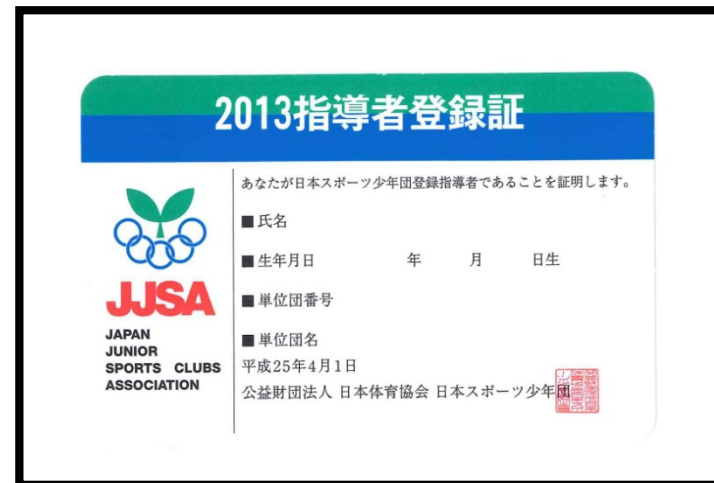 2013指導者登録証
あなたが日本スポーツ少年団登録指導者であることを証明します。
■氏名
■生年月日 年 月 日生
■単位団番号
■単位団名
平成25年4月1日
公益財団法人 日本体育協会 日本スポーツ少年団
JJSA
JAPAN
JUNIOR
SPORTS CLUBS
ASSOCIATION